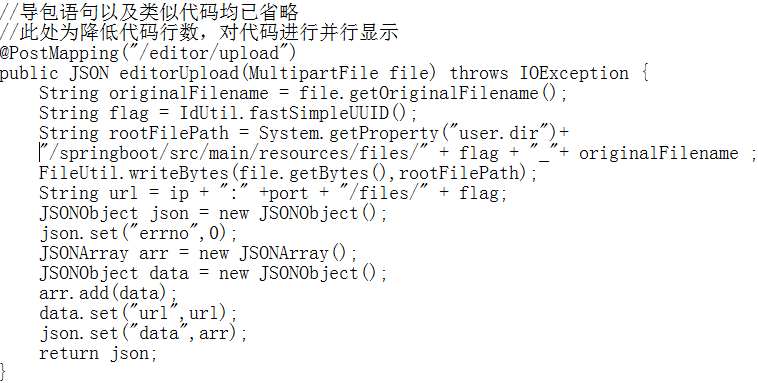 //导包语句以及类似代码均已省略
//此处为降低代码行数，对代码进行并行显示
@PostMapping("/editor/upload")
public JSON editorUpload(MultipartFile file) throws IOException {
    String originalFilename = file.getOriginalFilename();
    String flag = IdUtil.fastSimpleUUID();
    String rootFilePath = System.getProperty("user.dir")+
    "/springboot/src/main/resources/files/" + flag + "_"+ originalFilename ;
    FileUtil.writeBytes(file.getBytes(),rootFilePath);
    String url = ip + ":" +port + "/files/" + flag;
    JSONObject json = new JSONObject();
    json.set("errno",0);
    JSONArray arr = new JSONArray();
    JSONObject data = new JSONObject();
    arr.add(data);
    data.set("url",url);
    json.set("data",arr);
    return json;
}